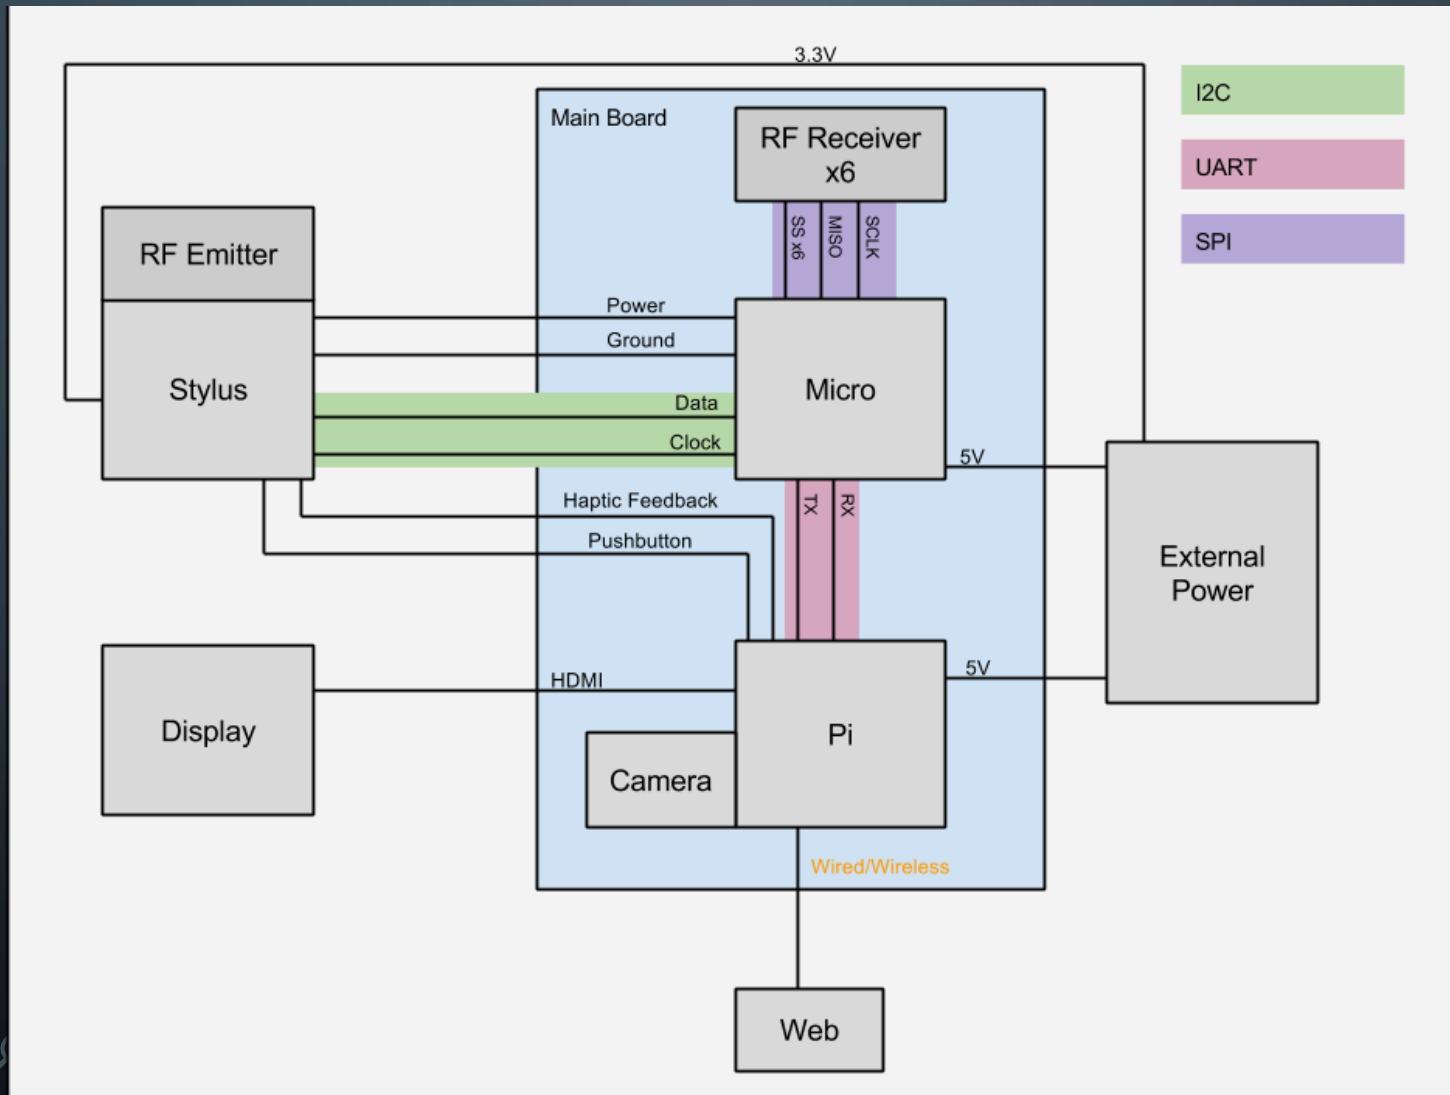 3.3V
I2C
Main Board
RF Receiver
x6
UART
SS x6
MISO
SCLK
SPI
RF Emitter
Power
Ground
Stylus
Micro
Data
Clock
5V
Haptic Feedback
TX
RX
Pushbutton
External
Power
HDMI
5V
Display
Pi
Camera
Wired/Wireless
Web